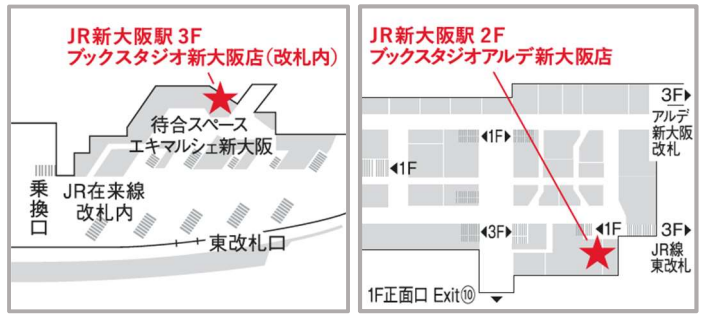 JR新大阪駅 3F
ブックスタジオ新大阪店(改札内)
待合スペース
エキマルシェ新大阪
乗換口
JR在来線
改札内
東改札口
JR新大阪駅 2F
ブックスタジオアルデ新大阪店
3F▶
アルデ
新大阪
改札
◀1F▶
◀1F
◀3F▶
◀1F
3F▶
JR線
東改札
1F正面口 Exit⑩
▼